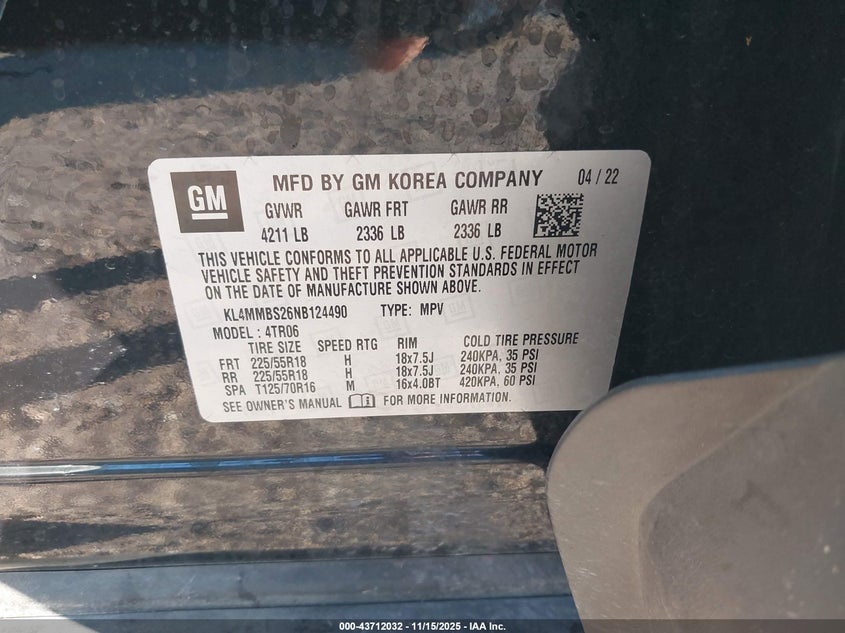 GM
MFD BY GM KOREA COMPANY 04 / 22
GVWR GAWR FRT GAWR RR
4211 LB 2336 LB 2336 LB
THIS VEHICLE CONFORMS TO ALL APPLICABLE U.S. FEDERAL MOTOR
VEHICLE SAFETY AND THEFT PREVENTION STANDARDS IN EFFECT
ON THE DATE OF MANUFACTURE SHOWN ABOVE.
KL4MMBS26NB124490 TYPE: MPV
MODEL : 4TR06
TIRE SIZE SPEED RTG RIM COLD TIRE PRESSURE
FRT 225/55R18 H 18x7.5J 240KPA, 35 PSI
RR 225/55R18 H 18x7.5J 240KPA, 35 PSI
SPA T125/70R16 M 16x4.0BT 420KPA, 60 PSI
SEE OWNER'S MANUAL FOR MORE INFORMATION.
000-43712032 - 11/15/2025 - IAA Inc.